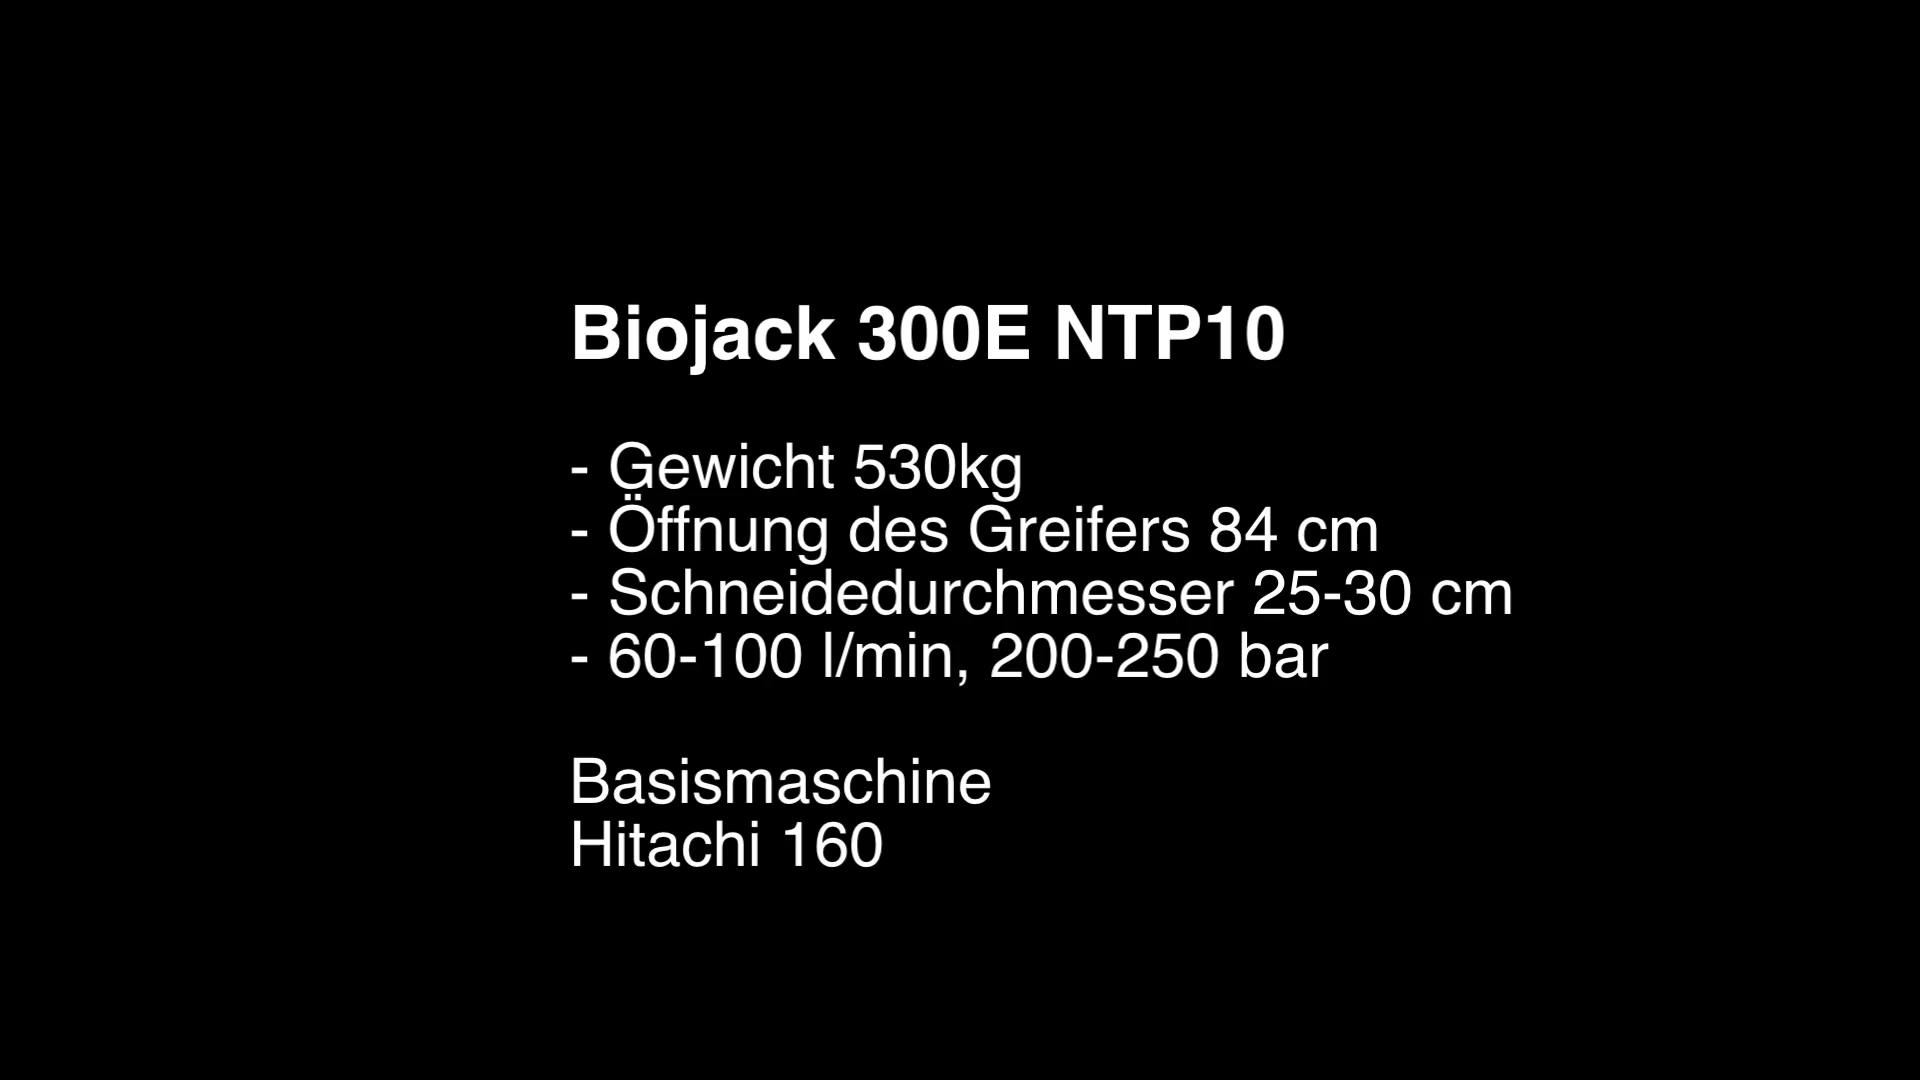 Biojack 300E NTP10
- Gewicht 530kg
- Öffnung des Greifers 84 cm
- Schneidedurchmesser 25-30 cm
- 60-100 l/min, 200-250 bar
Basismaschine
Hitachi 160